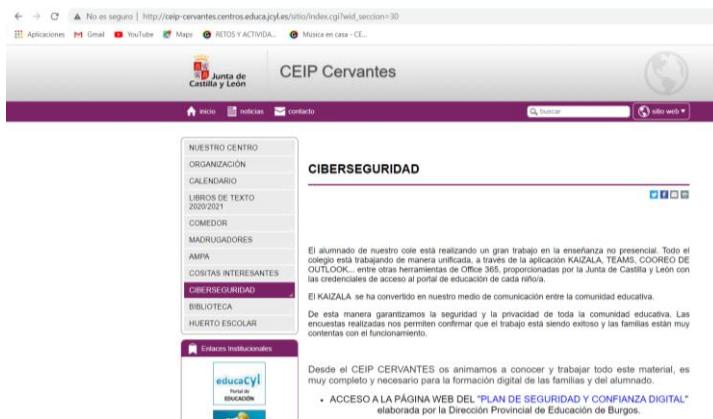 No es seguro | http://ceip-cervantes.centros.educa.jcyl.es/sitio/index.cgi?wid_seccion=30
Aplicaciones Gmail YouTube Maps RETOS Y ACTIVIDA... Música en casa - CE...
Junta de
Castilla y León
CEIP Cervantes
inicio noticias contacto buscar sitio web
NUESTRO CENTRO
ORGANIZACIÓN
CALENDARIO
LIBROS DE TEXTO
2020/2021
COMEDOR
MADRUGADORES
AMPA
COSITAS INTERESANTES
CIBERSEGURIDAD
BIBLIOTECA
HUERTO ESCOLAR
Enlaces Institucionales
educacyl
Portal de
EDUCACIÓN
CIBERSEGURIDAD
El alumnado de nuestro cole está realizando un gran trabajo en la enseñanza no presencial. Todo el
colegio está trabajando de manera unificada, a través de la aplicación KAIZALA, TEAMS, COOREO DE
OUTLOOK... entre otras herramientas de Office 365, proporcionadas por la Junta de Castilla y León con
las credenciales de acceso al portal de educación de cada niño/a.
El KAIZALA se ha convertido en nuestro medio de comunicación entre la comunidad educativa.
De esta manera garantizamos la seguridad y la privacidad de toda la comunidad educativa. Las
encuestas realizadas nos permiten confirmar que el trabajo está siendo exitoso y las familias están muy
contentas con el funcionamiento.
Desde el CEIP CERVANTES os animamos a conocer y trabajar todo este material, es
muy completo y necesario para la formación digital de las familias y del alumnado.
• ACCESO A LA PÁGINA WEB DEL "PLAN DE SEGURIDAD Y CONFIANZA DIGITAL"
elaborada por la Dirección Provincial de Educación de Burgos.